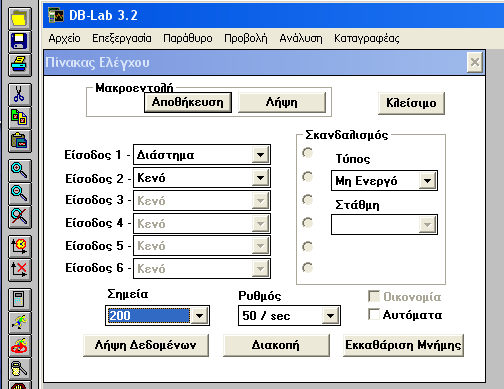 DB-Lab 3.2
Αρχείο Επεξεργασία Παράθυρο Προβολή Ανάλυση Καταγραφέας
Πίνακας Ελέγχου
Μακροεντολή
Αποθήκευση Λήψη Κλείσιμο
Σκανδαλισμός
Είσοδος 1 - Διάστημα
Τύπος
Είσοδος 2 - Κενό
Μη Ενεργό
Είσοδος 3 - Κενό
Στάθμη
Είσοδος 4 - Κενό
Είσοδος 5 - Κενό
Είσοδος 6 - Κενό
Σημεία Ρυθμός
Οικονομία
200 50 / sec
Αυτόματα
Λήψη Δεδομένων Διακοπή Εκκαθάριση Μνήμης